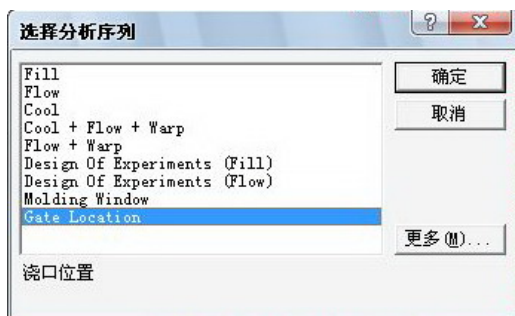 选择分析序列
Fill
Flow
Cool
Cool + Flow + Warp
Flow + Warp
Design Of Experiments (Fill)
Design Of Experiments (Flow)
Molding Window
Gate Location
确定
取消
更多(M)...
浇口位置